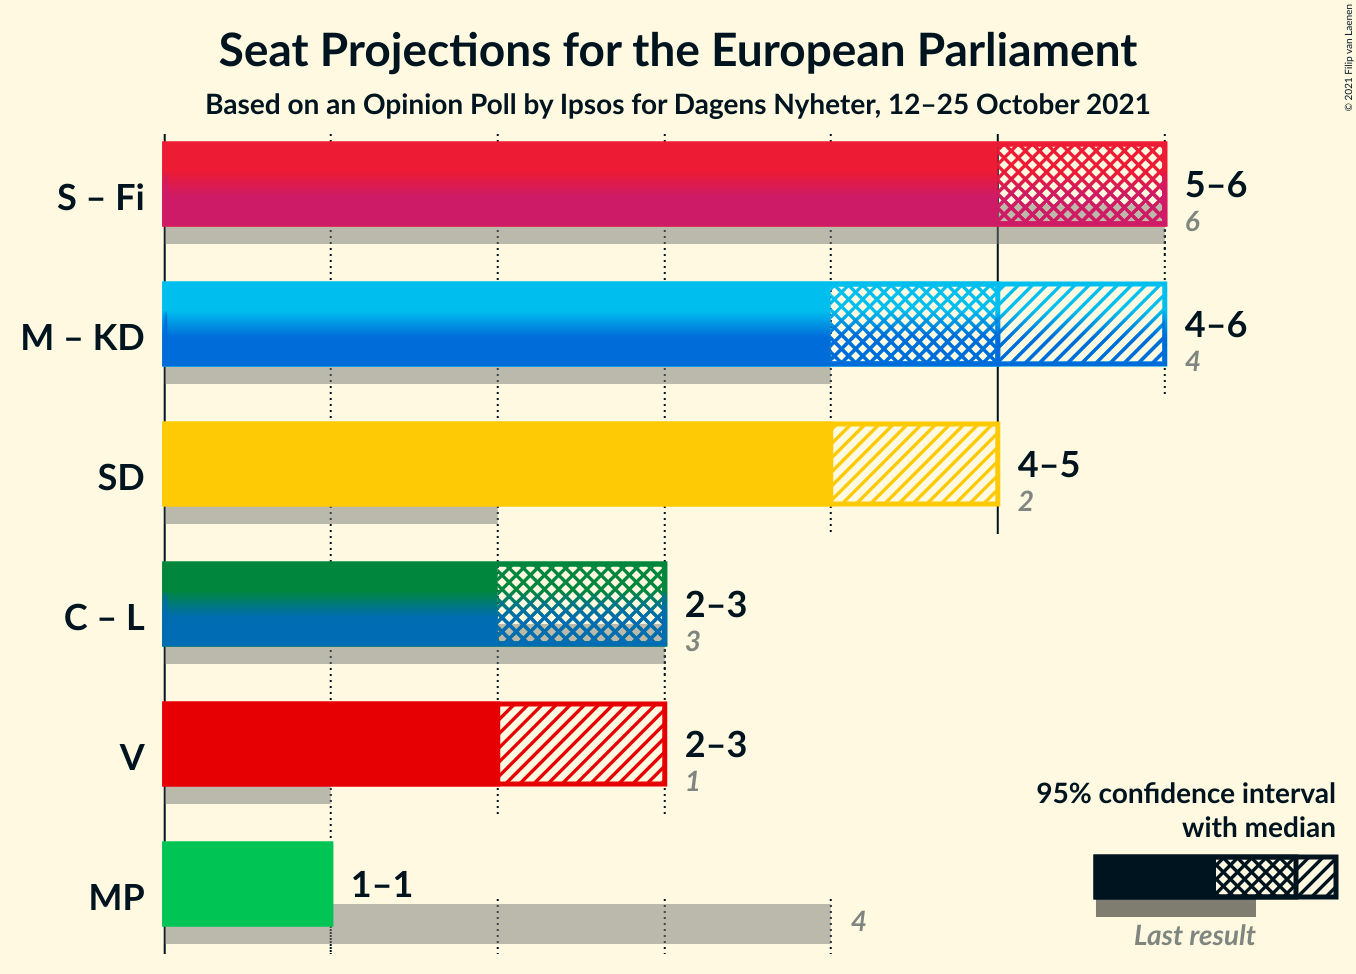 Seat Projections for the European Parliament
Based on an Opinion Poll by Ipsos for Dagens Nyheter, 12–25 October 2021
© 2021 Filip van Laenen
S – Fi
5–6
6
M – KD
4–6
4
SD
4–5
2
C – L
2–3
3
V
2–3
1
MP
1–1
4
95% confidence interval
with median
Last result